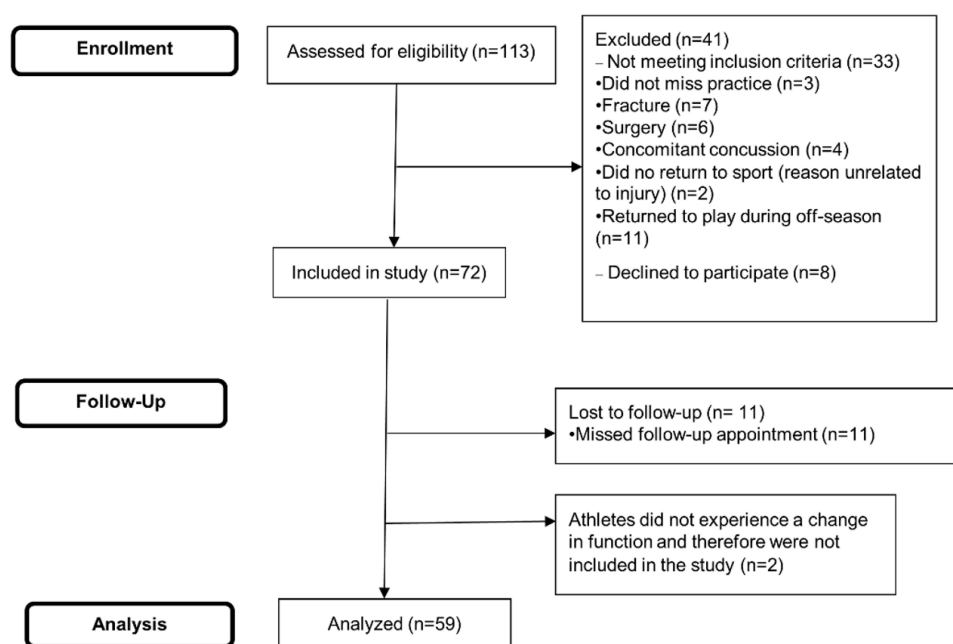 Enrollment
Assessed for eligibility (n=113)
Excluded (n=41)
– Not meeting inclusion criteria (n=33)
•Did not miss practice (n=3)
•Fracture (n=7)
•Surgery (n=6)
•Concomitant concussion (n=4)
•Did no return to sport (reason unrelated
to injury) (n=2)
•Returned to play during off-season
(n=11)
– Declined to participate (n=8)
Included in study (n=72)
Follow-Up
Lost to follow-up (n= 11)
•Missed follow-up appointment (n=11)
Athletes did not experience a change
in function and therefore were not
included in the study (n=2)
Analysis
Analyzed (n=59)